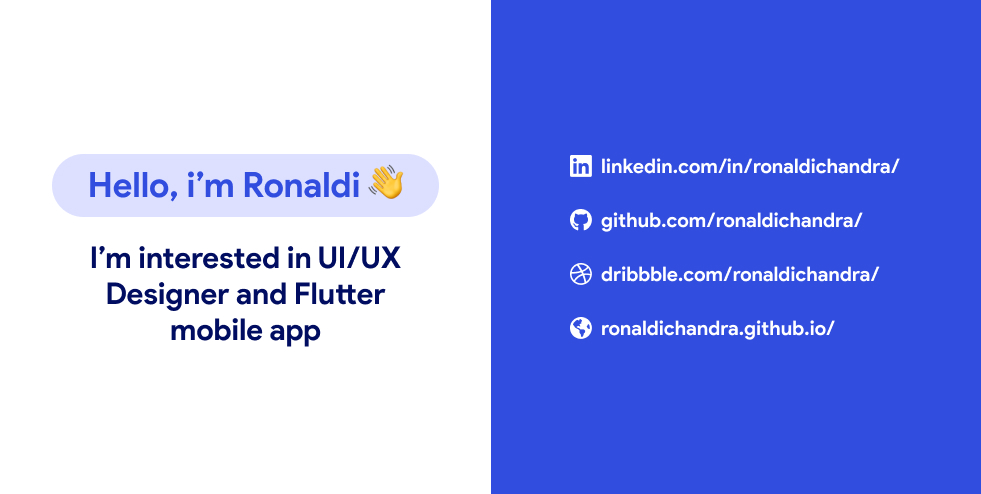 Hello, i’m Ronaldi 👋
I’m interested in UI/UX
Designer and Flutter
mobile app
linkedin.com/in/ronaldichandra/
github.com/ronaldichandra/
dribbble.com/ronaldichandra/
ronaldichandra.github.io/